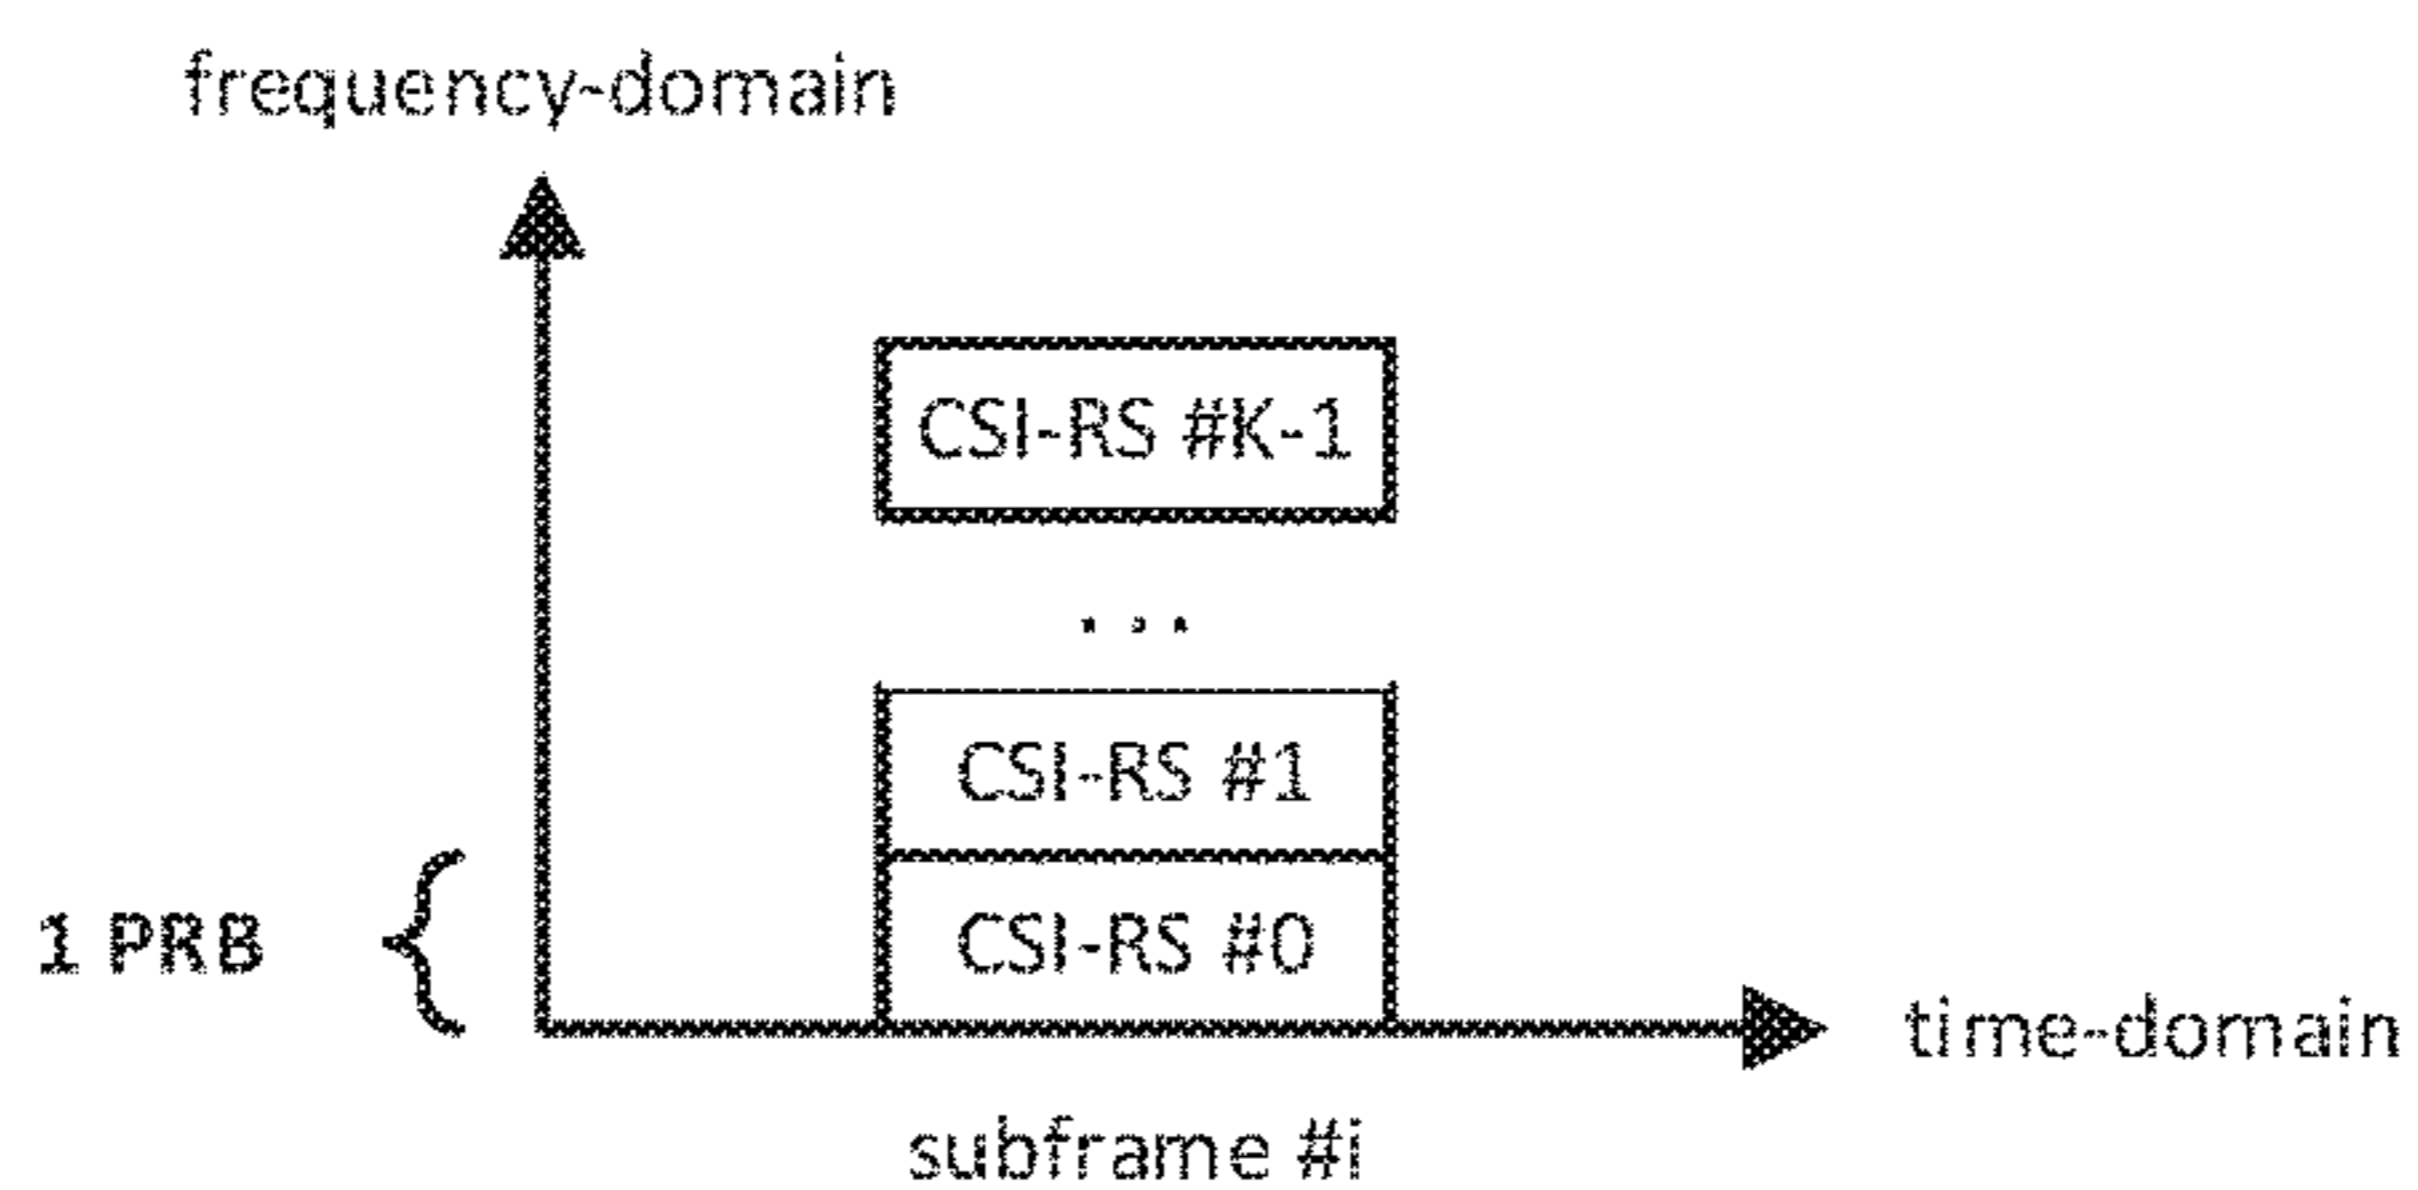 frequency-domain
CSI-RS #K-1
...
CSI-RS #1
CSI-RS #0
1 PRB
time-domain
subframe #i